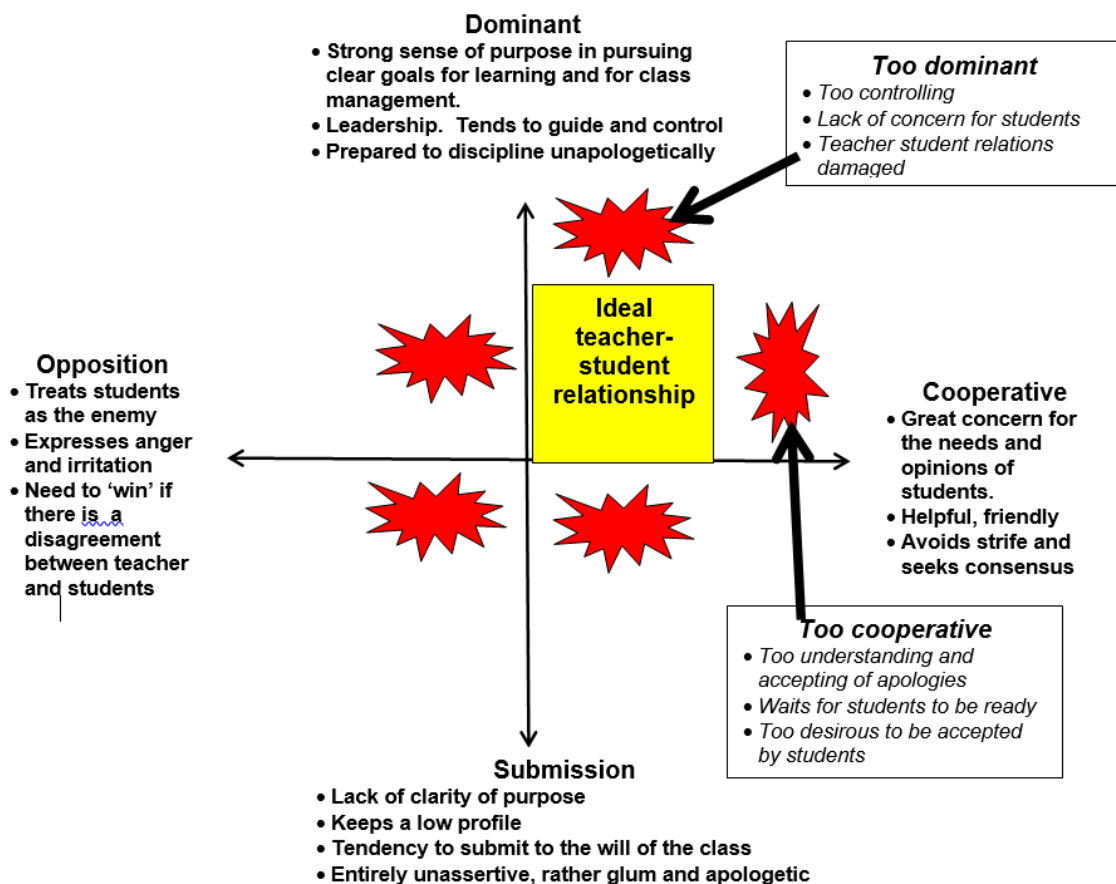 Dominant
• Strong sense of purpose in pursuing
clear goals for learning and for class
management.
• Leadership.  Tends to guide and control
• Prepared to discipline unapologetically
Too dominant
• Too controlling
• Lack of concern for students
• Teacher student relations
damaged
Ideal
teacher-
student
relationship
Opposition
• Treats students
as the enemy
• Expresses anger
and irritation
• Need to ‘win’ if
there is  a
disagreement
between teacher
and students
Cooperative
• Great concern for
the needs and
opinions of
students.
• Helpful, friendly
• Avoids strife and
seeks consensus
Too cooperative
• Too understanding and
accepting of apologies
• Waits for students to be ready
• Too desirous to be accepted
by students
Submission
• Lack of clarity of purpose
• Keeps a low profile
• Tendency to submit to the will of the class
• Entirely unassertive, rather glum and apologetic